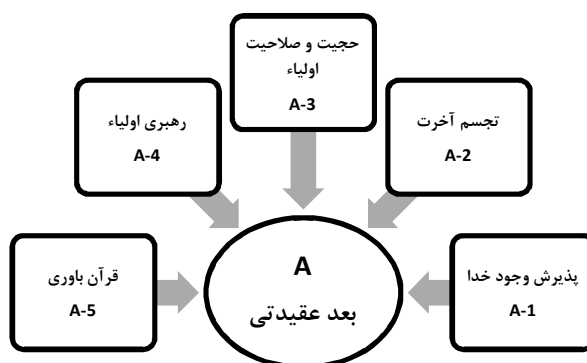 حجیت و صلاحیت
اولیاء
A-3
رهبری اولیاء
A-4
تجسم آخرت
A-2
A
بعد عقیدتی
قرآن باوری
A-5
پذیرش وجود خدا
A-1